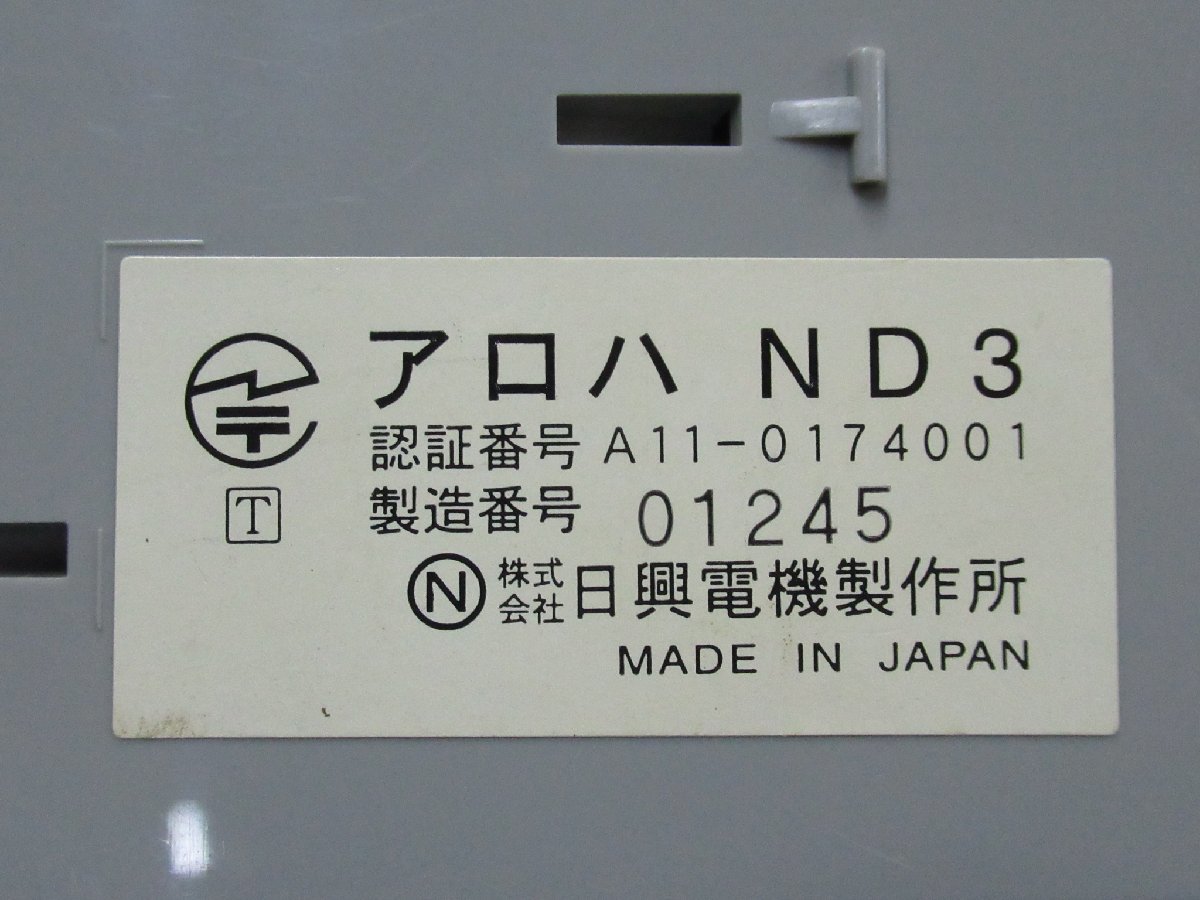 アロハ ND3
認証番号 A11-0174001
T 製造番号 01245
N 株式会社 日興電機製作所
MADE IN JAPAN